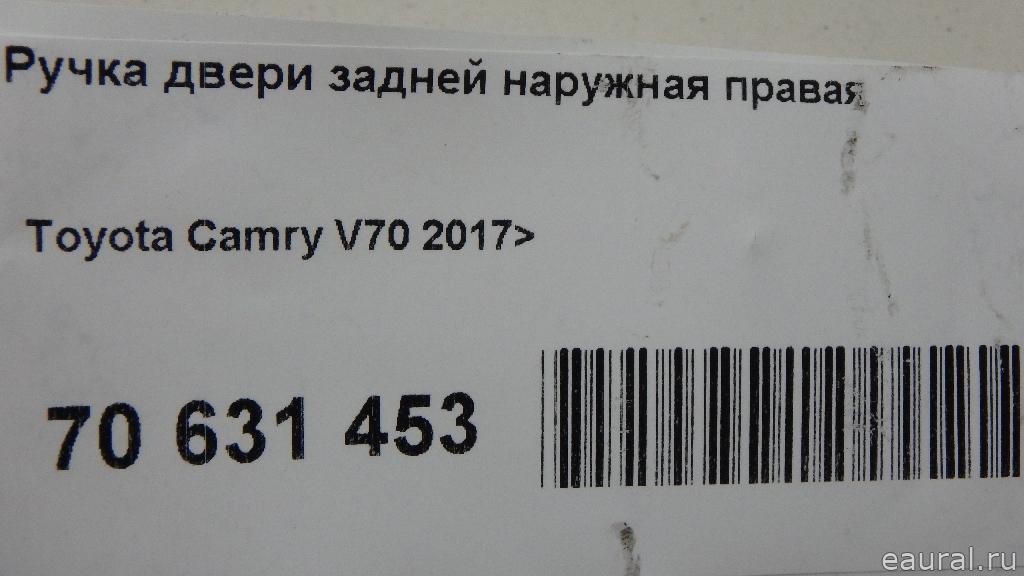 Ручка двери задней наружная правая
Toyota Camry V70 2017>
70 631 453
eaural.ru